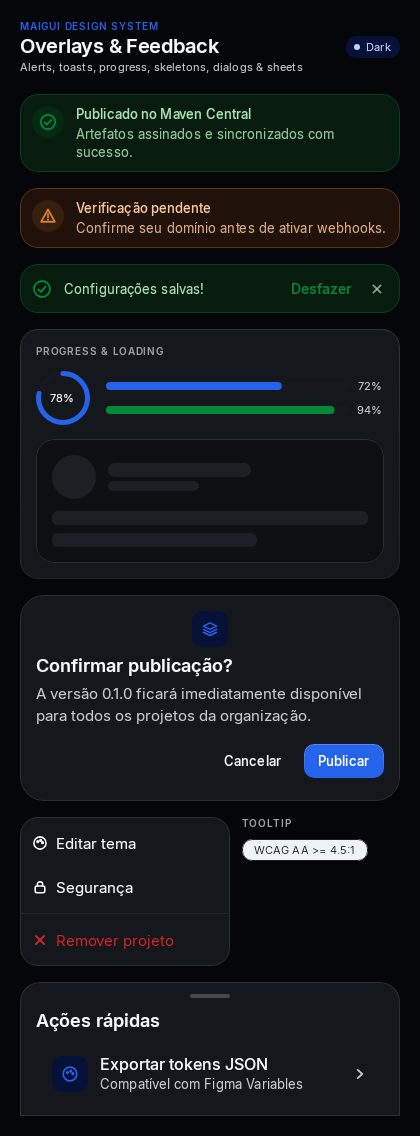 MAIGUI DESIGN SYSTEM
Overlays & Feedback
Dark
Alerts, toasts, progress, skeletons, dialogs & sheets
Publicado no Maven Central
Artefatos assinados e sincronizados com
sucesso.
Verificação pendente
Confirme seu domínio antes de ativar webhooks.
Configurações salvas!
Desfazer
PROGRESS & LOADING
78%
72%
94%
Confirmar publicação?
A versão 0.1.0 ficará imediatamente disponível
para todos os projetos da organização.
Cancelar
Publicar
Editar tema
Segurança
Remover projeto
TOOLTIP
WCAG AA >= 4.5:1
Ações rápidas
Exportar tokens JSON
Compatível com Figma Variables